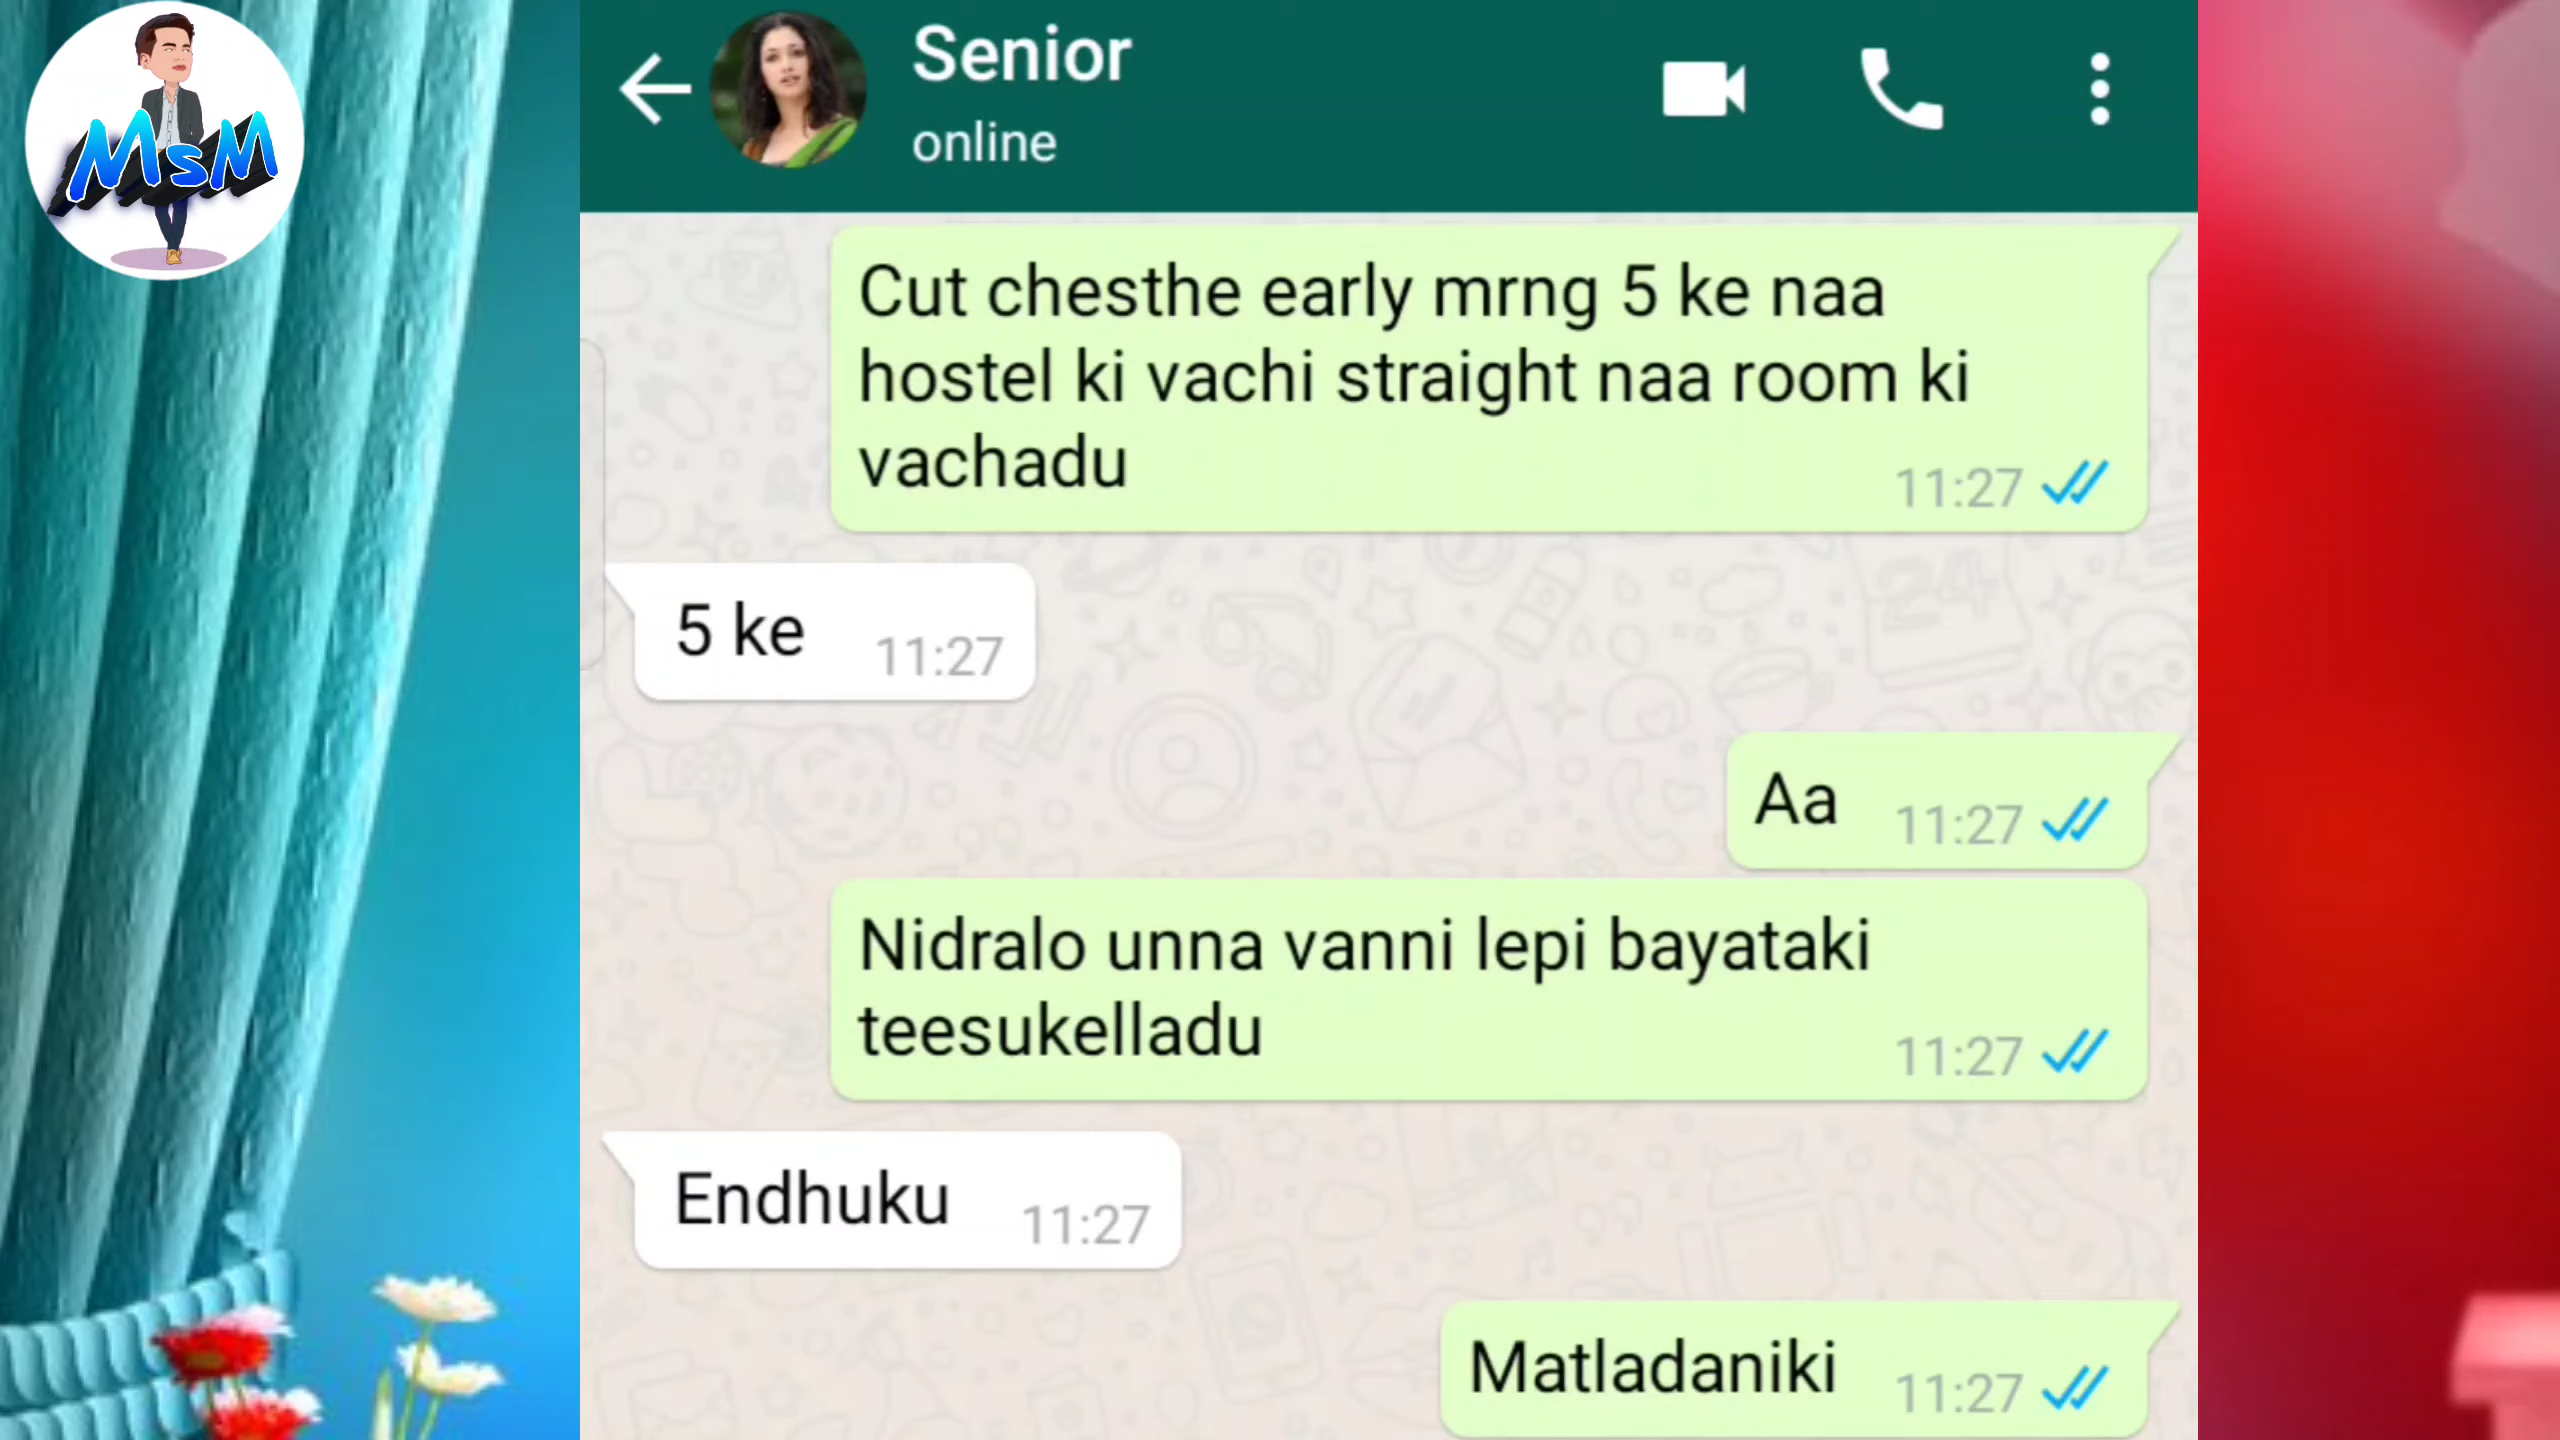 MsM
Senior
online
Cut chesthe early mrng 5 ke naa
hostel ki vachi straight naa room ki
vachadu
11:27
5 ke
11:27
Aa
11:27
Nidralo unna vanni lepi bayataki
teesukelladu
11:27
Endhuku
11:27
Matladaniki
11:27